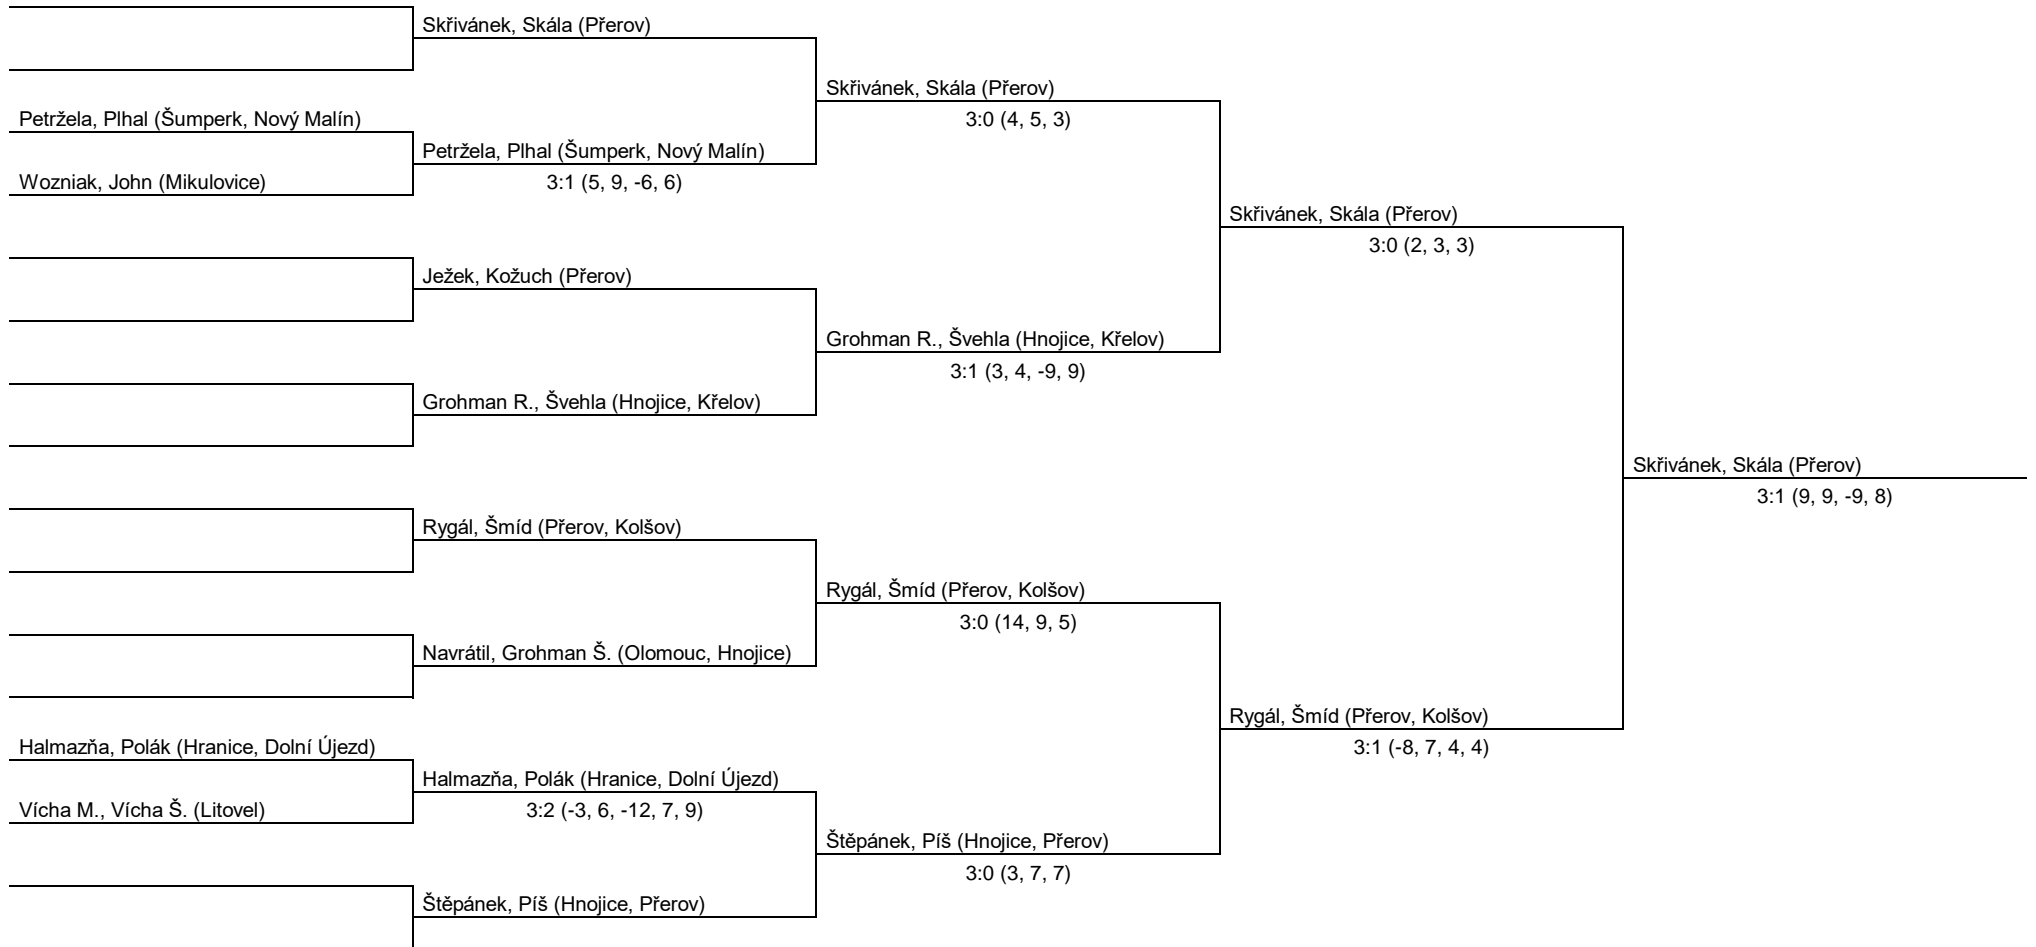 Skřivánek, Skála (Přerov)
Skřivánek, Skála (Přerov)
Petržela, Plhal (Šumperk, Nový Malín)
3:0 (4, 5, 3)
Petržela, Plhal (Šumperk, Nový Malín)
Wozniak, John (Mikulovice)
3:1 (5, 9, -6, 6)
Skřivánek, Skála (Přerov)
3:0 (2, 3, 3)
Ježek, Kožuch (Přerov)
Grohman R., Švehla (Hnojice, Křelov)
3:1 (3, 4, -9, 9)
Grohman R., Švehla (Hnojice, Křelov)
Skřivánek, Skála (Přerov)
3:1 (9, 9, -9, 8)
Rygál, Šmíd (Přerov, Kolšov)
Rygál, Šmíd (Přerov, Kolšov)
3:0 (14, 9, 5)
Navrátil, Grohman Š. (Olomouc, Hnojice)
Rygál, Šmíd (Přerov, Kolšov)
Halmazňa, Polák (Hranice, Dolní Újezd)
3:1 (-8, 7, 4, 4)
Halmazňa, Polák (Hranice, Dolní Újezd)
Vícha M., Vícha Š. (Litovel)
3:2 (-3, 6, -12, 7, 9)
Štěpánek, Píš (Hnojice, Přerov)
3:0 (3, 7, 7)
Štěpánek, Píš (Hnojice, Přerov)